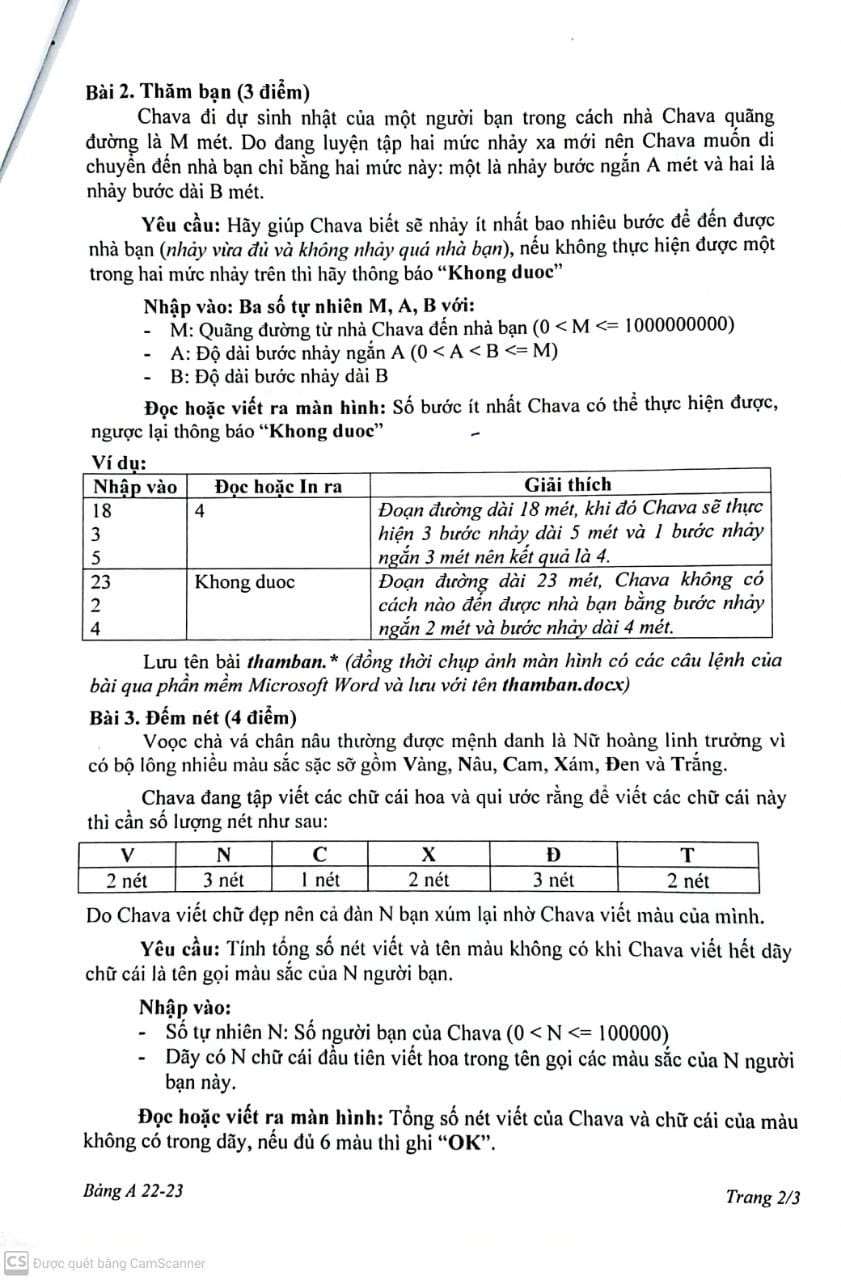 Bài 2. Thăm bạn (3 điểm)
Chava đi dự sinh nhật của một người bạn trong cách nhà Chava quãng
đường là M mét. Do đang luyện tập hai mức nhảy xa mới nên Chava muốn di
chuyển đến nhà bạn chỉ bằng hai mức này: một là nhảy bước ngắn A mét và hai là
nhảy bước dài B mét.
Yêu cầu: Hãy giúp Chava biết sẽ nhảy ít nhất bao nhiêu bước để đến được
nhà bạn (nhảy vừa đủ và không nhảy quá nhà bạn), nếu không thực hiện được một
trong hai mức nhảy trên thì hãy thông báo “Khong duoc”
Nhập vào: Ba số tự nhiên M, A, B với:
- M: Quãng đường từ nhà Chava đến nhà bạn (0 < M <= 1000000000)
- A: Độ dài bước nhảy ngắn A (0 < A < B <= M)
- B: Độ dài bước nhảy dài B
Đọc hoặc viết ra màn hình: Số bước ít nhất Chava có thể thực hiện được,
ngược lại thông báo “Khong duoc”
Ví dụ:
Nhập vào Đọc hoặc In ra Giải thích
18 4 Đoạn đường dài 18 mét, khi đó Chava sẽ thực
3 hiện 3 bước nhảy dài 5 mét và 1 bước nhảy
5 ngắn 3 mét nên kết quả là 4.
23 Khong duoc Đoạn đường dài 23 mét, Chava không có
2 cách nào đến được nhà bạn bằng bước nhảy
4 ngắn 2 mét và bước nhảy dài 4 mét.
Lưu tên bài thamban.* (đồng thời chụp ảnh màn hình có các câu lệnh của
bài qua phần mềm Microsoft Word và lưu với tên thamban.docx)
Bài 3. Đếm nét (4 điểm)
Voọc chà vá chân nâu thường được mệnh danh là Nữ hoàng linh trưởng vì
có bộ lông nhiều màu sắc sặc sỡ gồm Vàng, Nâu, Cam, Xám, Đen và Trắng.
Chava đang tập viết các chữ cái hoa và qui ước rằng để viết các chữ cái này
thì cần số lượng nét như sau:
V N C X Đ T
2 nét 3 nét 1 nét 2 nét 3 nét 2 nét
Do Chava viết chữ đẹp nên cả đàn N bạn xúm lại nhờ Chava viết màu của mình.
Yêu cầu: Tính tổng số nét viết và tên màu không có khi Chava viết hết dãy
chữ cái là tên gọi màu sắc của N người bạn.
Nhập vào:
- Số tự nhiên N: Số người bạn của Chava (0 < N <= 100000)
- Dãy có N chữ cái đầu tiên viết hoa trong tên gọi các màu sắc của N người
bạn này.
Đọc hoặc viết ra màn hình: Tổng số nét viết của Chava và chữ cái của màu
không có trong dãy, nếu đủ 6 màu thì ghi “OK”.
Bảng A 22-23
Trang 2/3
CS Được quét bằng CamScanner